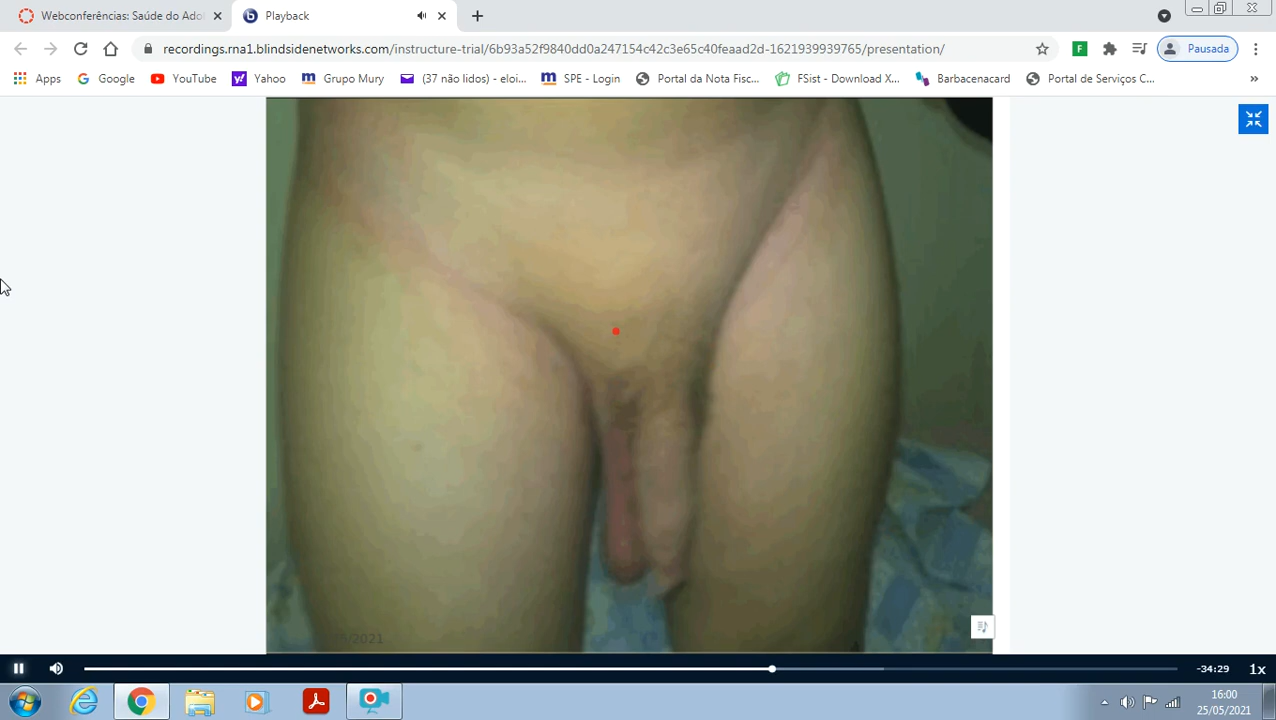 Webconferências: Saúde do Ado
Playback
recordings.rna1.blindsidenetworks.com/instructure-trial/6b93a52f9840dd0a247154c42c3e65c40feaad2d-1621939939765/presentation/
Pausada
Apps
Google
YouTube
Yahoo
Grupo Mury
(37 não lidos) - eloi...
SPE - Login
Portal da Nota Fisc...
FSist - Download X...
Barbacenacard
Portal de Serviços C...
»
/2021
-34:29
1x
16:00
25/05/2021